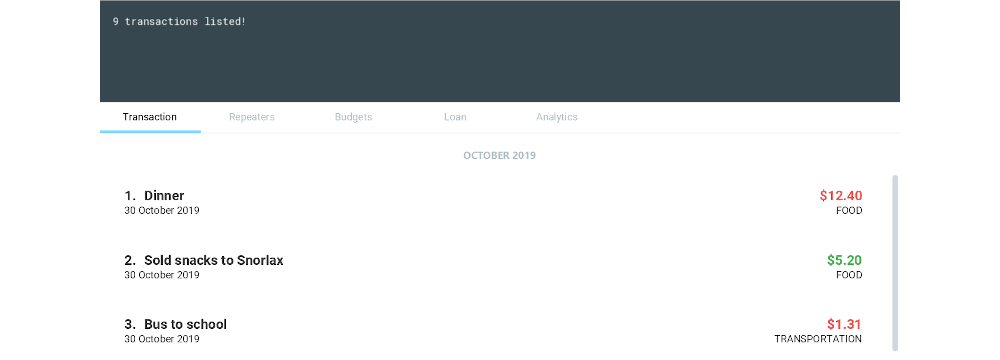 9 transactions listed!
Transaction Repeaters Budgets Loan Analytics
OCTOBER 2019
1. Dinner $12.40
30 October 2019 FOOD
2. Sold snacks to Snorlax $5.20
30 October 2019 FOOD
3. Bus to school $1.31
30 October 2019 TRANSPORTATION